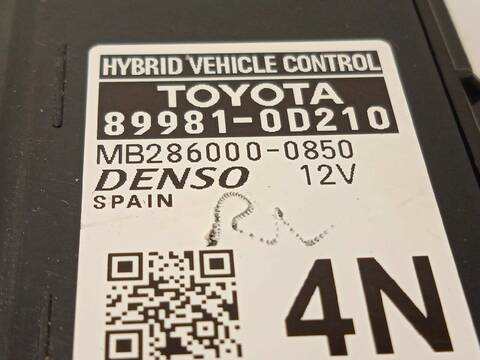 HYBRID VEHICLE CONTROL
TOYOTA
89981-0D210
MB286000-0850
DENSO 12V
SPAIN
4N